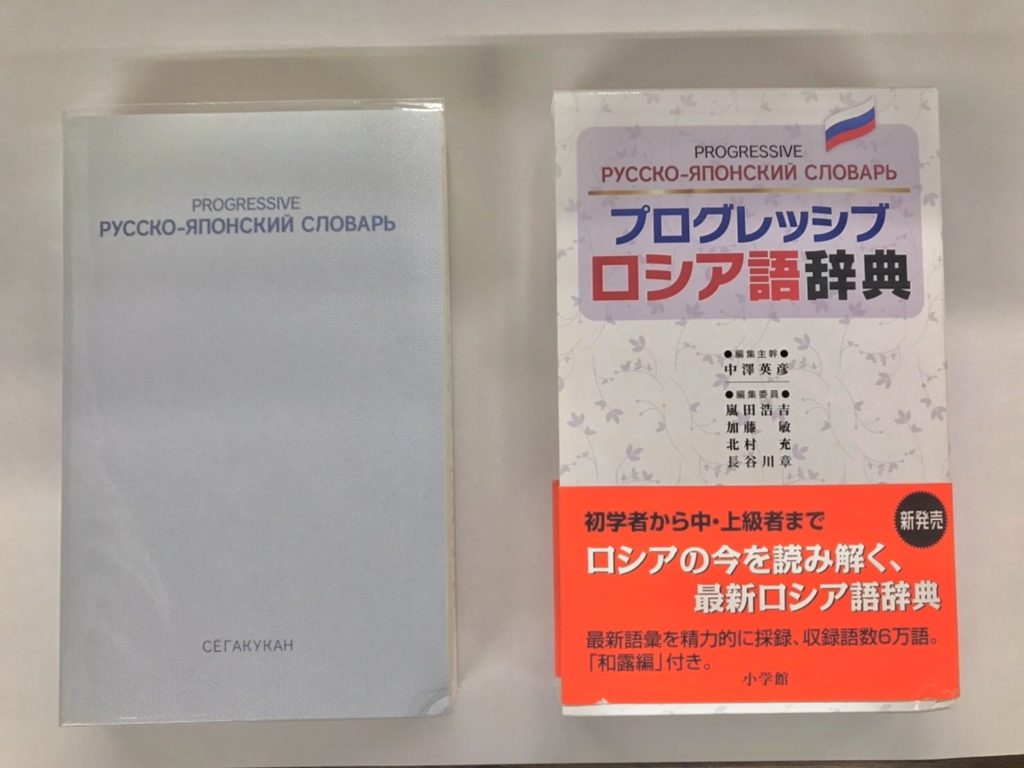 PROGRESSIVE
РУССКО-ЯПОНСКИЙ СЛОВАРЬ
СЁГАКУКАН
PROGRESSIVE
РУССКО-ЯПОНСКИЙ СЛОВАРЬ
プログレッシブ
ロシア語辞典
●編集主幹●
中澤英彦
●編集委員●
嵐田浩吉
加藤 敏
北村 充
長谷川章
初学者から中・上級者まで
新発売
ロシアの今を読み解く、
最新ロシア語辞典
最新語彙を精力的に採録、収録語数6万語。
「和露編」付き。
小学館